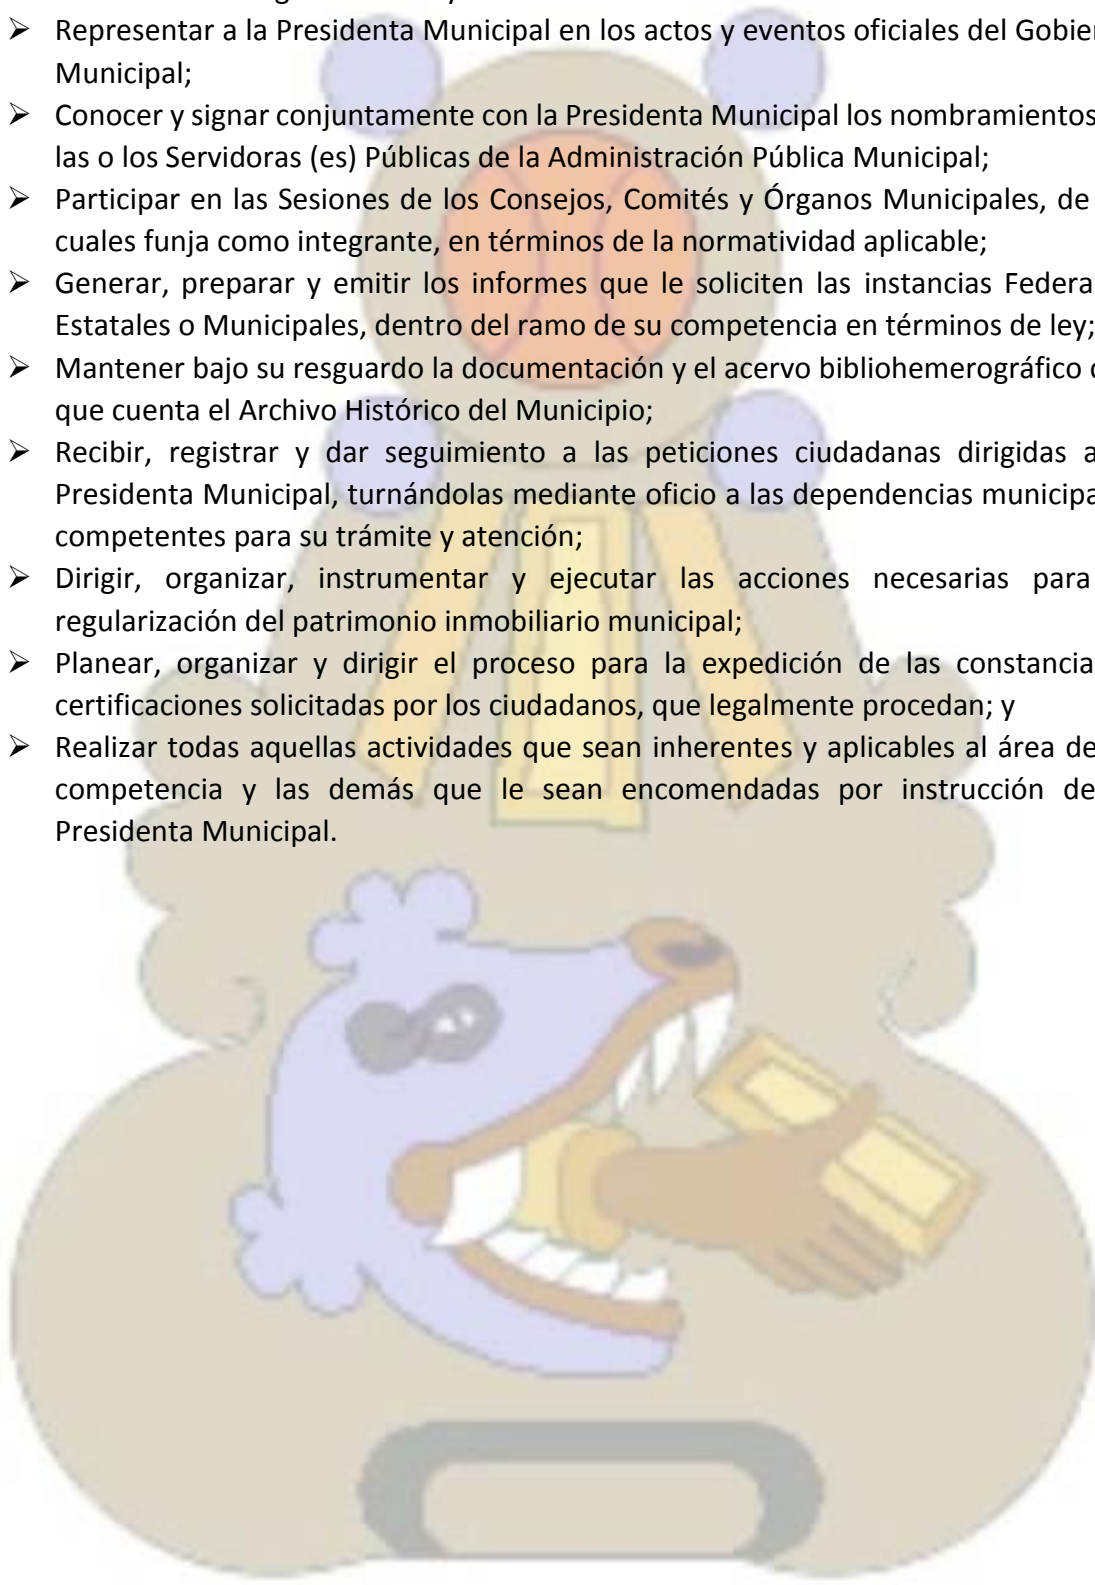 ➢ Representar a la Presidenta Municipal en los actos y eventos oficiales del
Municipal;
➢ Conocer y signar conjuntamente con la Presidenta Municipal los nombramientos
las o los Servidoras (es) Públicas de la Administración Pública Municipal;
➢ Participar en las Sesiones de los Consejos, Comités y Órganos Municipales, de
cuales funja como integrante, en términos de la normatividad aplicable;
➢ Generar, preparar y emitir los informes que le soliciten las instancias
Estatales o Municipales, dentro del ramo de su competencia en términos de ley;
➢ Mantener bajo su resguardo la documentación y el acervo bibliohemerográfico
que cuenta el Archivo Histórico del Municipio;
➢ Recibir, registrar y dar seguimiento a las peticiones ciudadanas dirigidas a
Presidenta Municipal, turnándolas mediante oficio a las dependencias
competentes para su trámite y atención;
➢ Dirigir, organizar, instrumentar y ejecutar las acciones necesarias para
regularización del patrimonio inmobiliario municipal;
➢ Planear, organizar y dirigir el proceso para la expedición de las
certificaciones solicitadas por los ciudadanos, que legalmente procedan; y
➢ Realizar todas aquellas actividades que sean inherentes y aplicables al área de
competencia y las demás que le sean encomendadas por instrucción de
Presidenta Municipal.